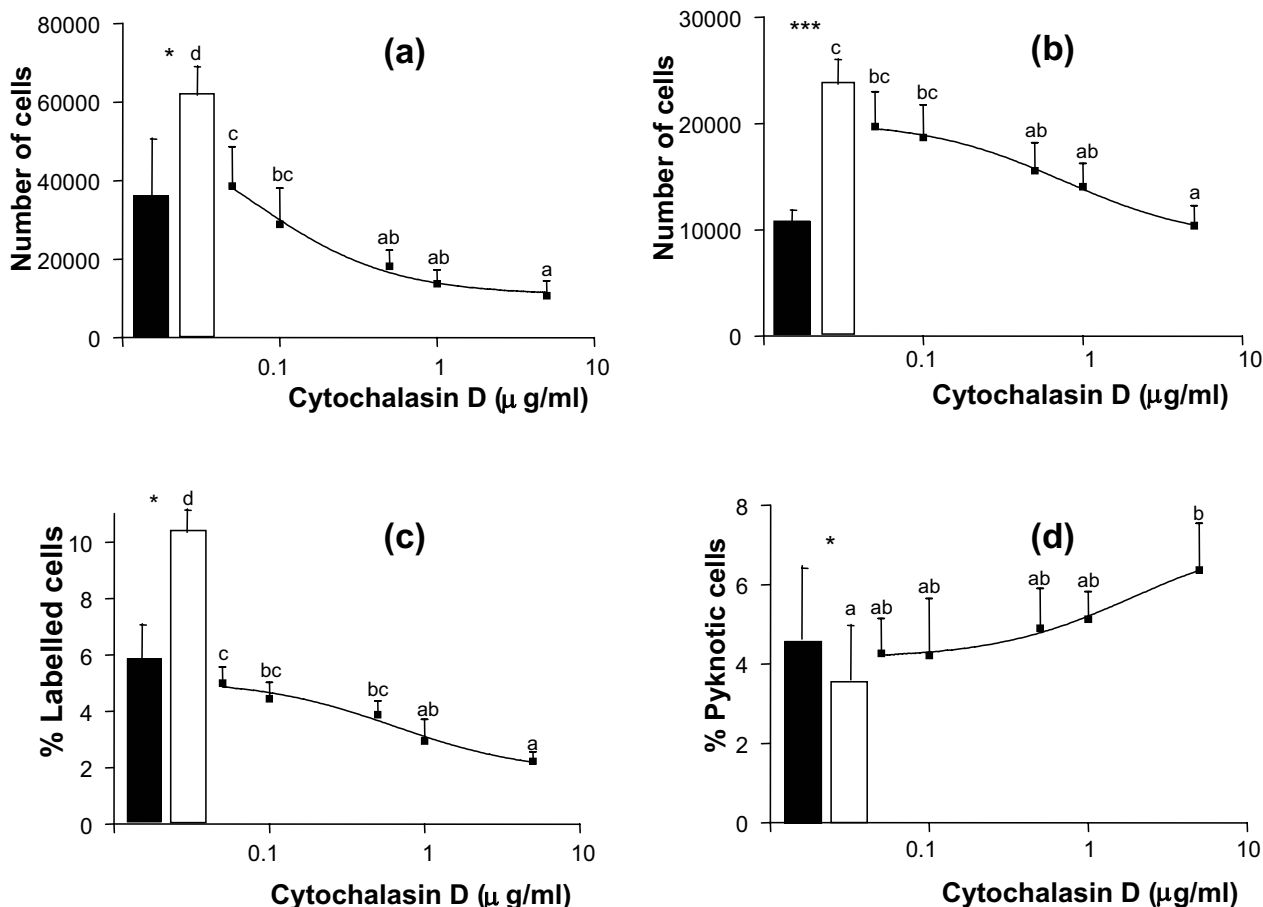 (a)
Number of cells
80000
60000
40000
20000
0
*
d
c
bc
ab
ab
a
0.1
1
10
Cytochalasin D (μ g/ml)
(b)
Number of cells
30000
20000
10000
0
***
c
bc
bc
ab
ab
a
0.1
1
10
Cytochalasin D (μg/ml)
(c)
% Labelled cells
10
8
6
4
2
0
*
d
c
bc
bc
ab
a
0.1
1
10
Cytochalasin D (μ g/ml)
(d)
% Pyknotic cells
8
6
4
2
0
*
a
ab
ab
ab
ab
b
0.1
1
10
Cytochalasin D (μg/ml)